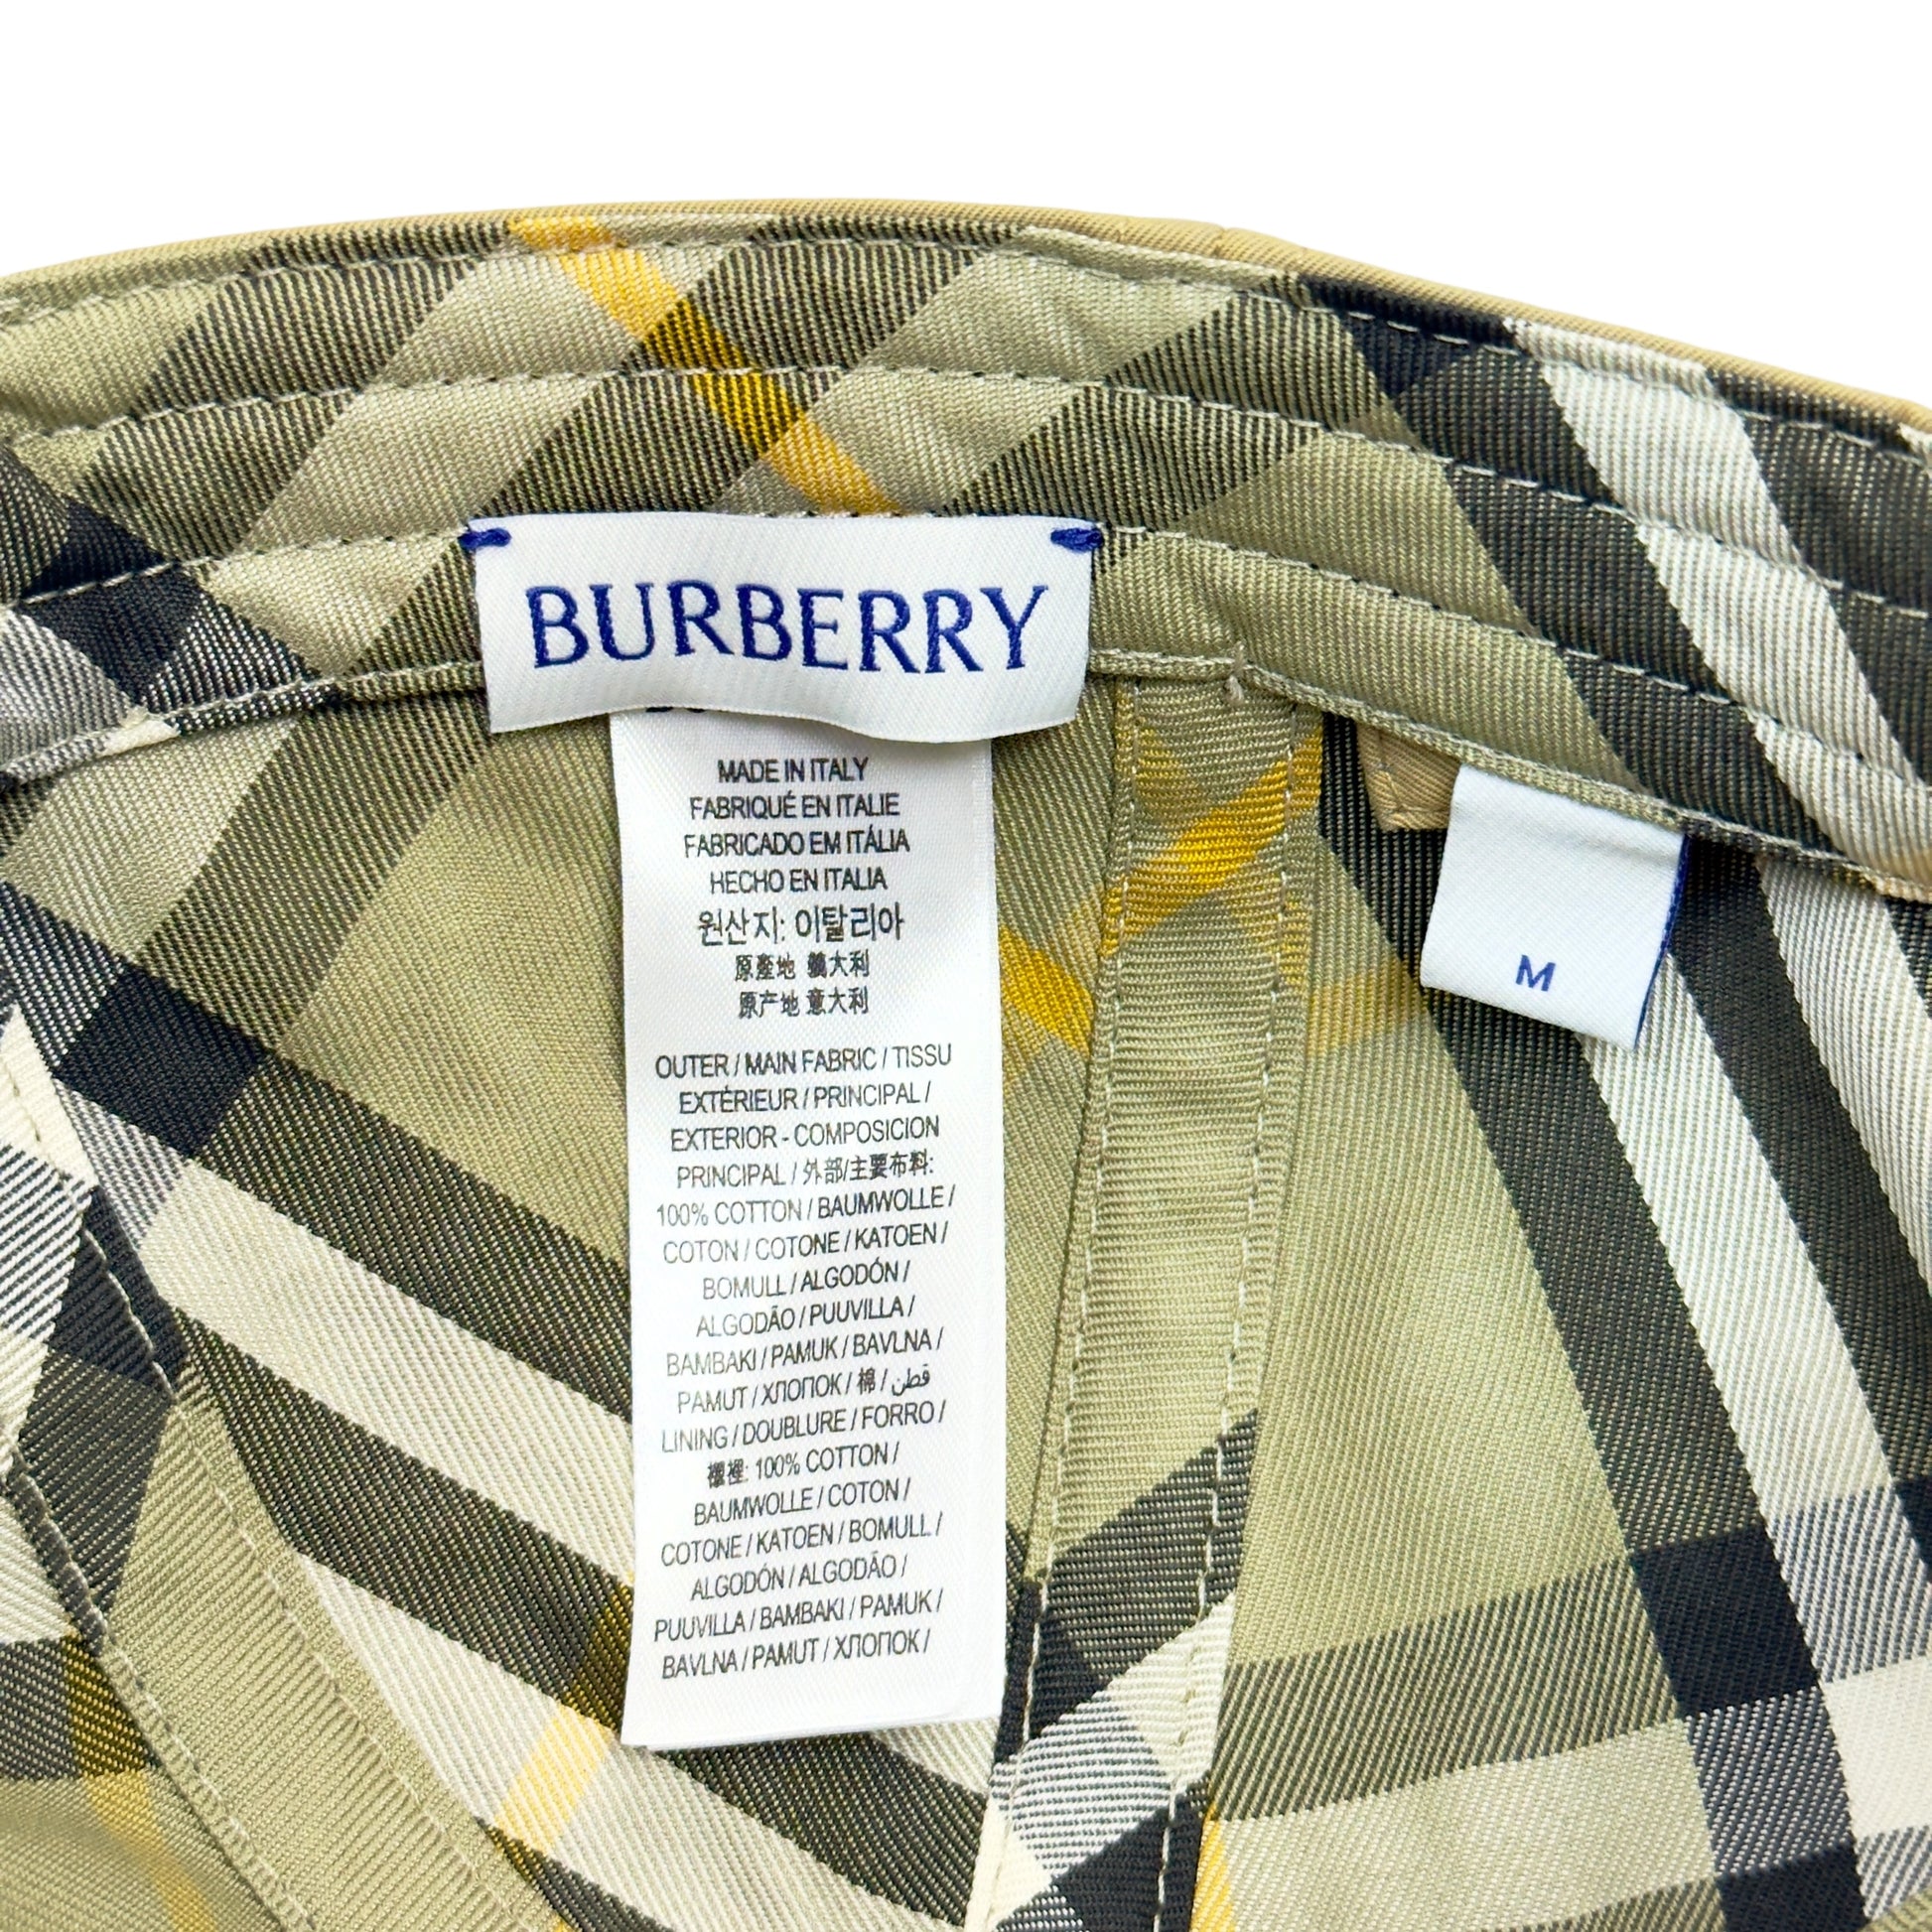 BURBERRY
MADE IN ITALY
FABRIQUÉ EN ITALIE
FABRICADO EM ITÁLIA
HECHO EN ITALIA
원산지: 이탈리아
原產地 義大利
原产地 意大利
OUTER / MAIN FABRIC / TISSU
EXTÉRIEUR / PRINCIPAL /
EXTERIOR - COMPOSICION
PRINCIPAL / 外部/主要布料:
100% COTTON / BAUMWOLLE /
COTON / COTONE / KATOEN /
BOMULL / ALGODÓN /
ALGODÃO / PUUVILLA /
BAMBAKI / PAMUK / BAVLNA /
PAMUT / ХЛОПОК / 棉 / قطن
LINING / DOUBLURE / FORRO /
襯裡: 100% COTTON /
BAUMWOLLE / COTON /
COTONE / KATOEN / BOMULL /
ALGODÓN / ALGODÃO /
PUUVILLA / BAMBAKI / PAMUK /
BAVLNA / PAMUT / ХЛОПОК /
M